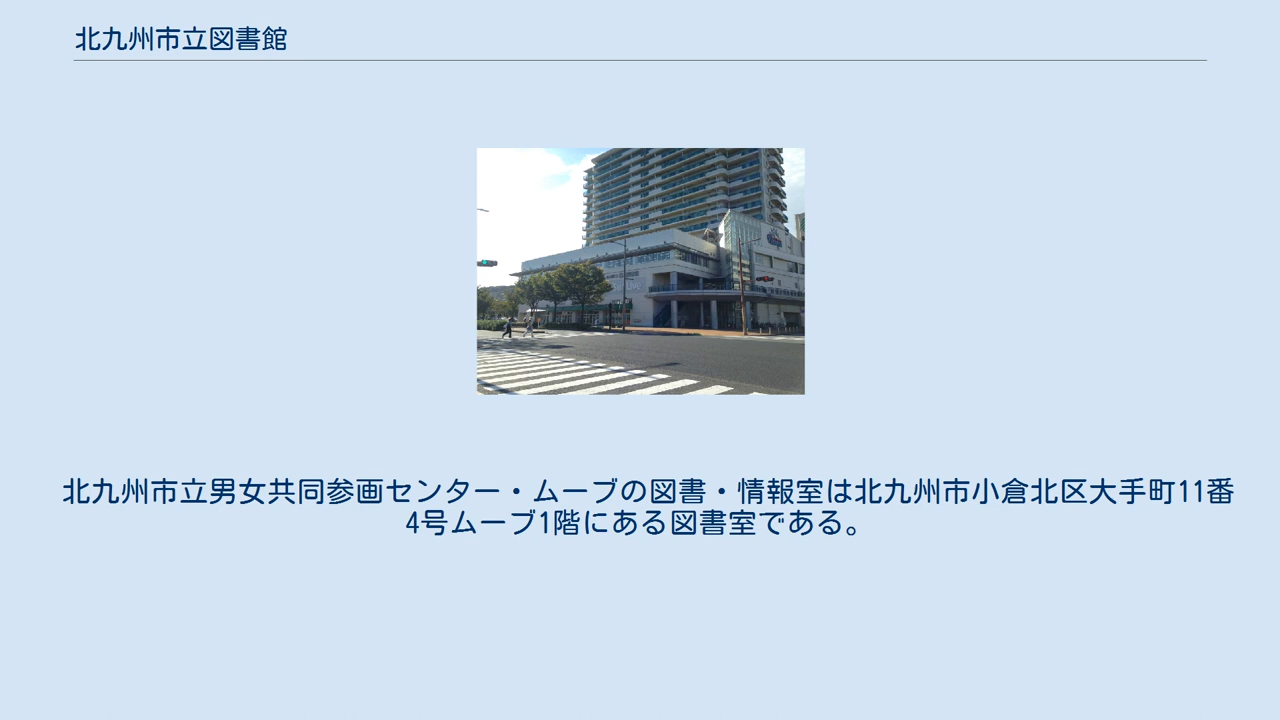 北九州市立図書館
北九州市立男女共同参画センター・ムーブの図書・情報室は北九州市小倉北区大手町11番
4号ムーブ1階にある図書室である。